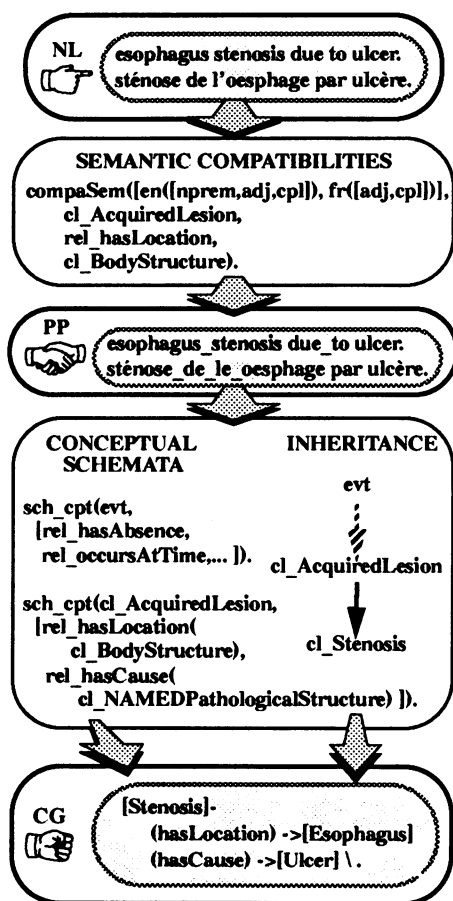 NL
esophagus stenosis due to ulcer.
sténose de l'oesphage par ulcère.
SEMANTIC COMPATIBILITIES
compaSem([en([nprem,adj,cpl]), fr([adj,cpl])],
cl_AcquiredLesion,
rel_hasLocation,
cl_BodyStructure).
PP
esophagus_stenosis due_to ulcer.
sténose_de_le_oesphage par ulcère.
CONCEPTUAL
SCHEMATA
sch_cpt(evt,
[rel_hasAbsence,
rel_occursAtTime,... ]).
sch_cpt(cl_AcquiredLesion,
[rel_hasLocation(
cl_BodyStructure),
rel_hasCause(
cl_NAMEDPathologicalStructure) ]).
INHERITANCE
evt
cl_AcquiredLesion
cl_Stenosis
CG
[Stenosis]-
(hasLocation) ->[Esophagus]
(hasCause) ->[Ulcer] \ .